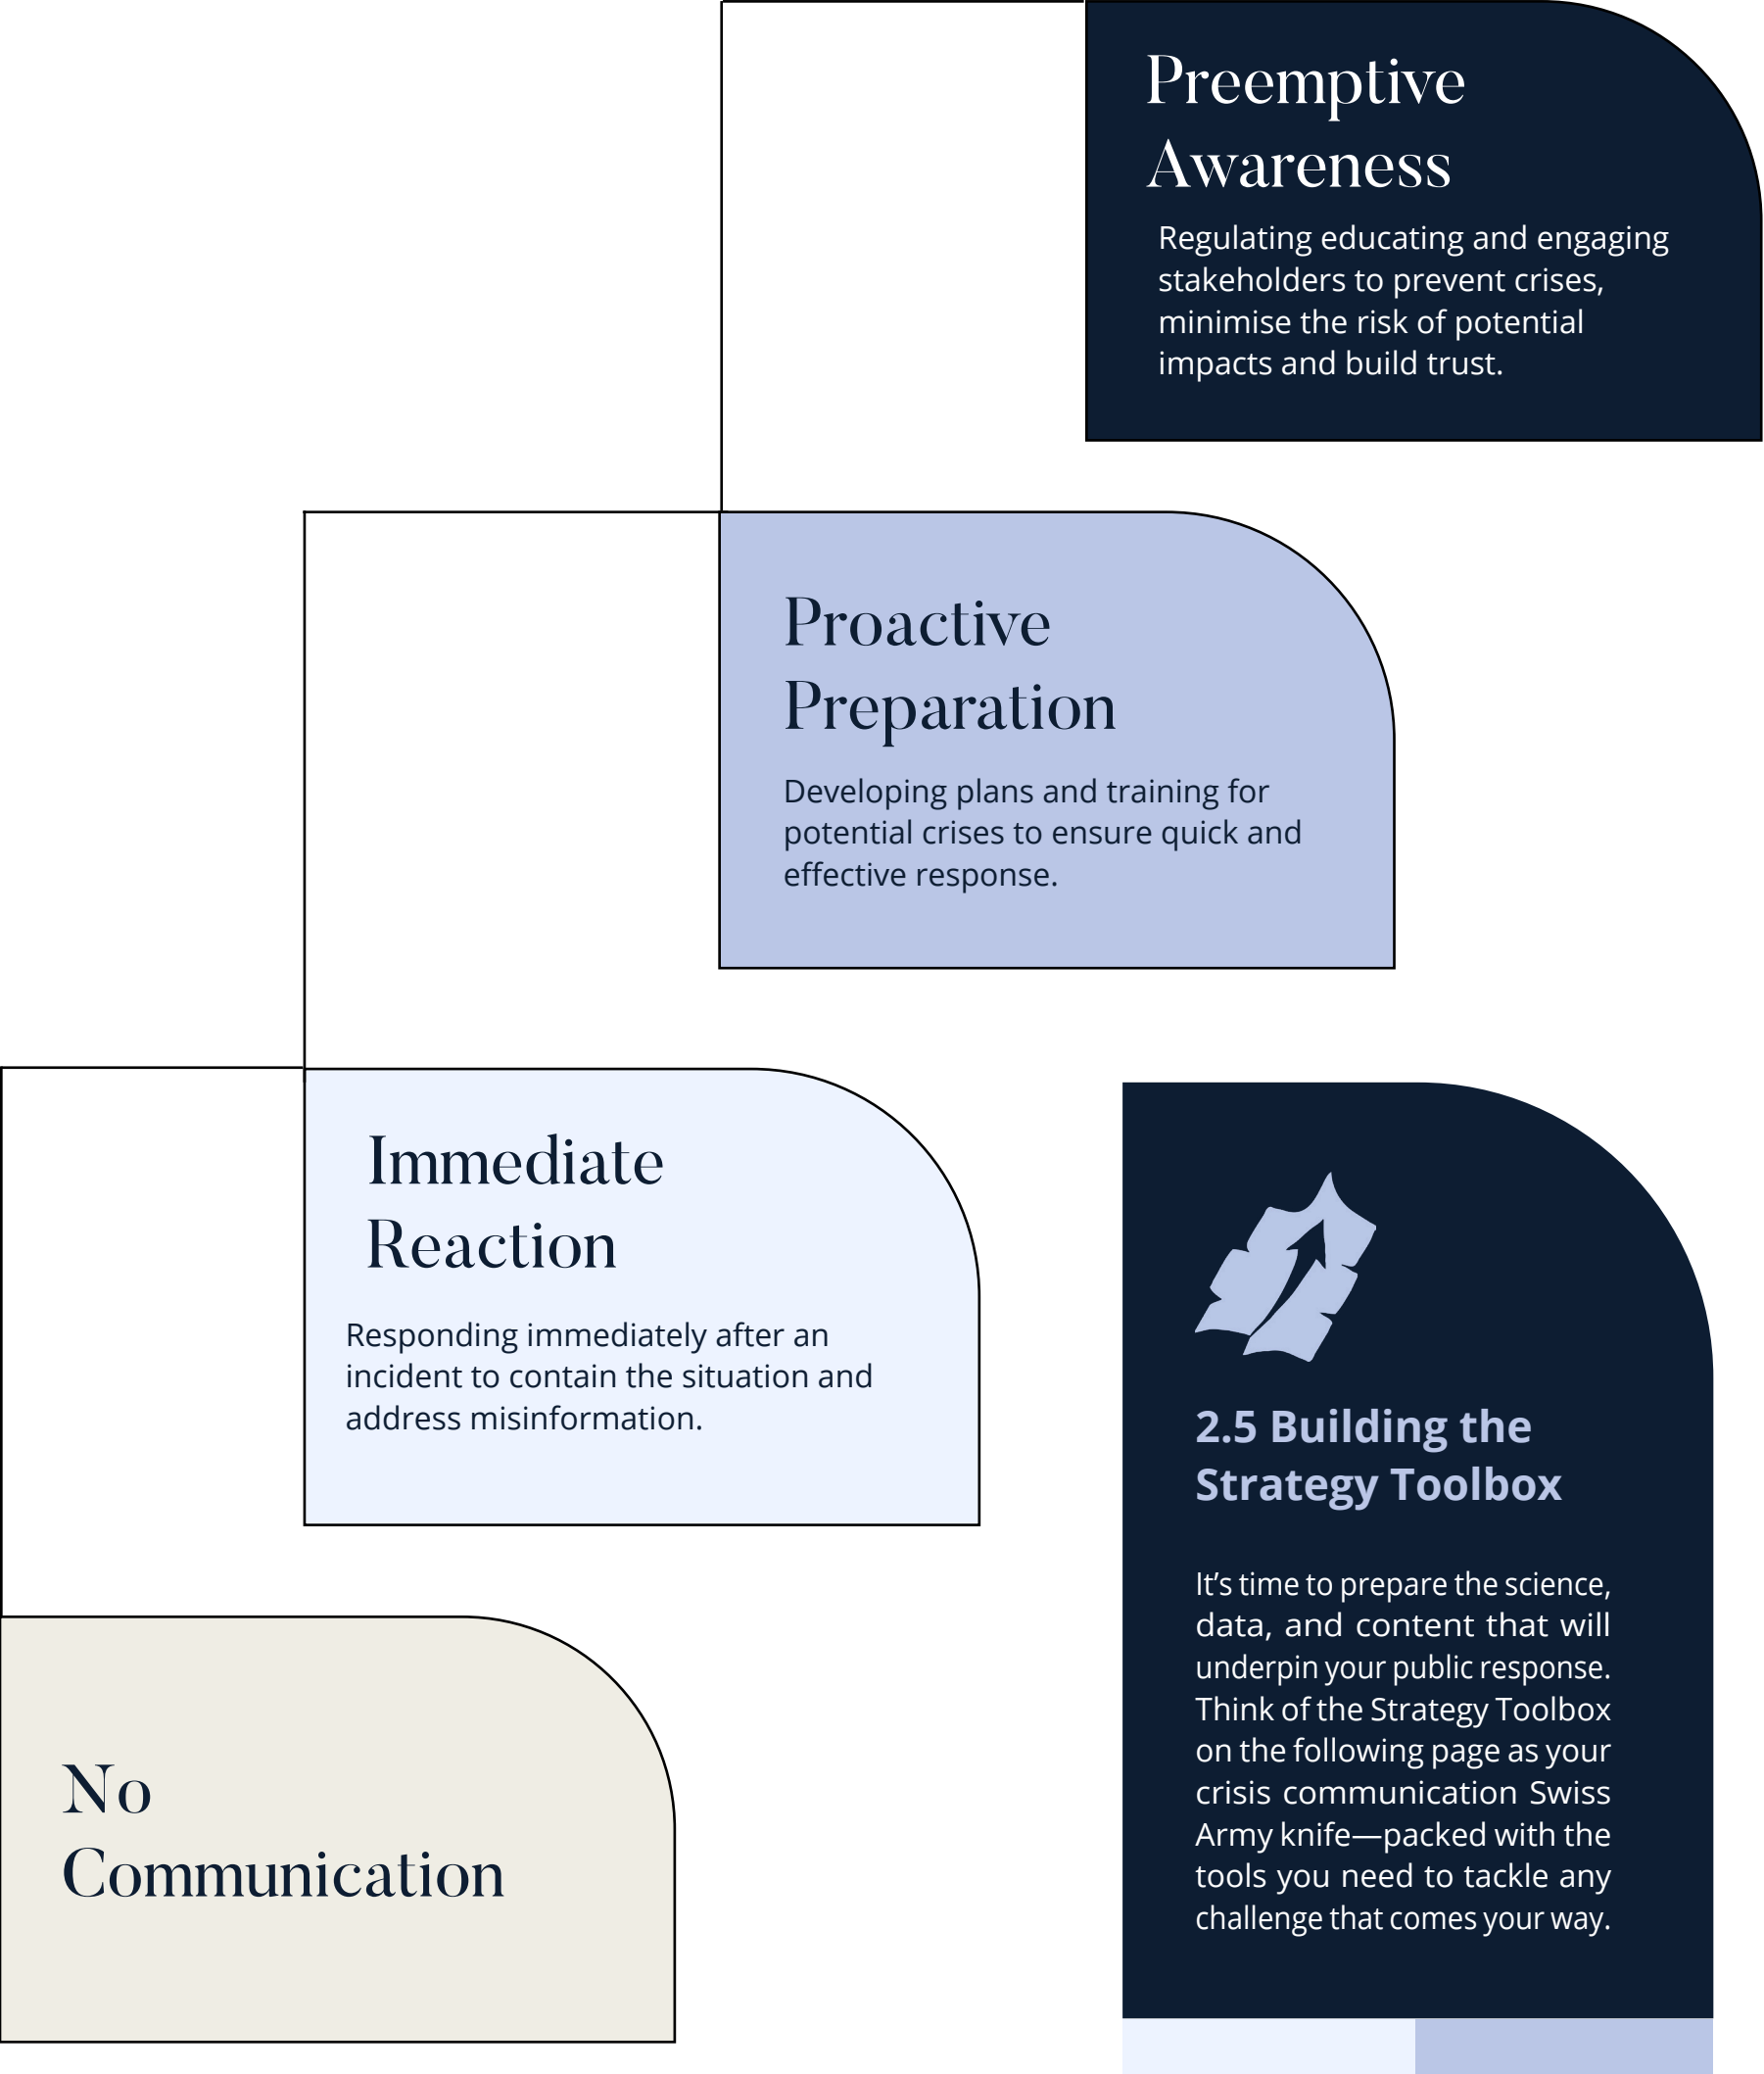 Preemptive
Awareness
Regulating educating and engaging
stakeholders to prevent crises,
minimise the risk of potential
impacts and build trust.
Proactive
Preparation
Developing plans and training for
potential crises to ensure quick and
effective response.
Immediate
Reaction
Responding immediately after an
incident to contain the situation and
address misinformation.
No
Communication
2.5 Building the
Strategy Toolbox
It’s time to prepare the science,
data, and content that will
underpin your public response.
Think of the Strategy Toolbox
on the following page as your
crisis communication Swiss
Army knife—packed with the
tools you need to tackle any
challenge that comes your way.